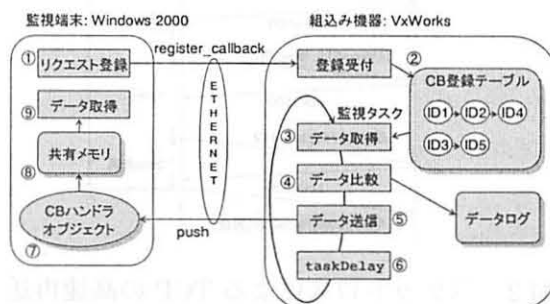 監視端末: Windows 2000
組込み機器: VxWorks
register_callback
① リクエスト登録
登録受付
②
CB登録テーブル
ID1 ID2 ID4
ID3 ID5
⑨ データ取得
ETHERNET
監視タスク
③ データ取得
共有メモリ
⑧
④ データ比較
データログ
CBハンドラ
オブジェクト
⑦
push
データ送信 ⑤
taskDelay ⑥